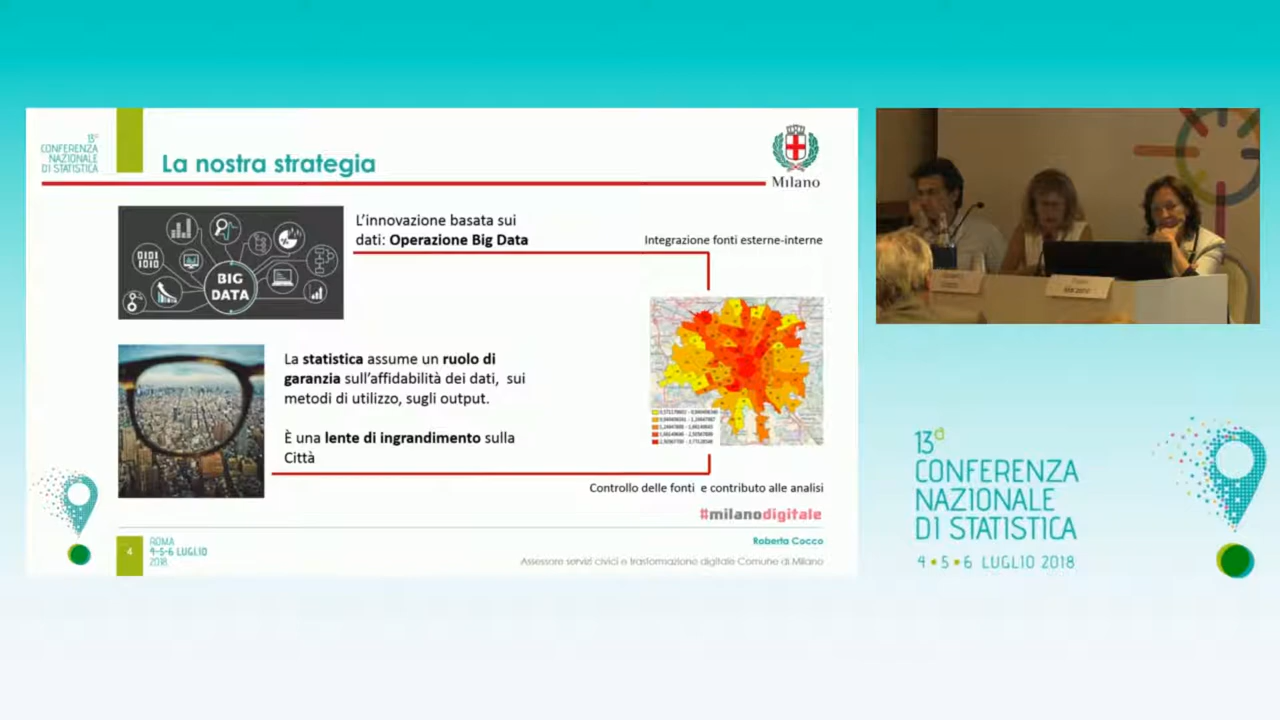 13ª
CONFERENZA
NAZIONALE
DI STATISTICA
La nostra strategia
Milano
BIG
DATA
0101
1010
L'innovazione basata sui
dati: Operazione Big Data
Integrazione fonti esterne-interne
La statistica assume un ruolo di
garanzia sull'affidabilità dei dati, sui
metodi di utilizzo, sugli output.
È una lente di ingrandimento sulla
Città
Controllo delle fonti e contributo alle analisi
#milanodigitale
Roberta Cocco
Assessore servizi civici e trasformazione digitale Comune di Milano
4
ROMA
4-5-6 LUGLIO
2018
13ª
CONFERENZA
NAZIONALE
DI STATISTICA
4 • 5 • 6 LUGLIO 2018